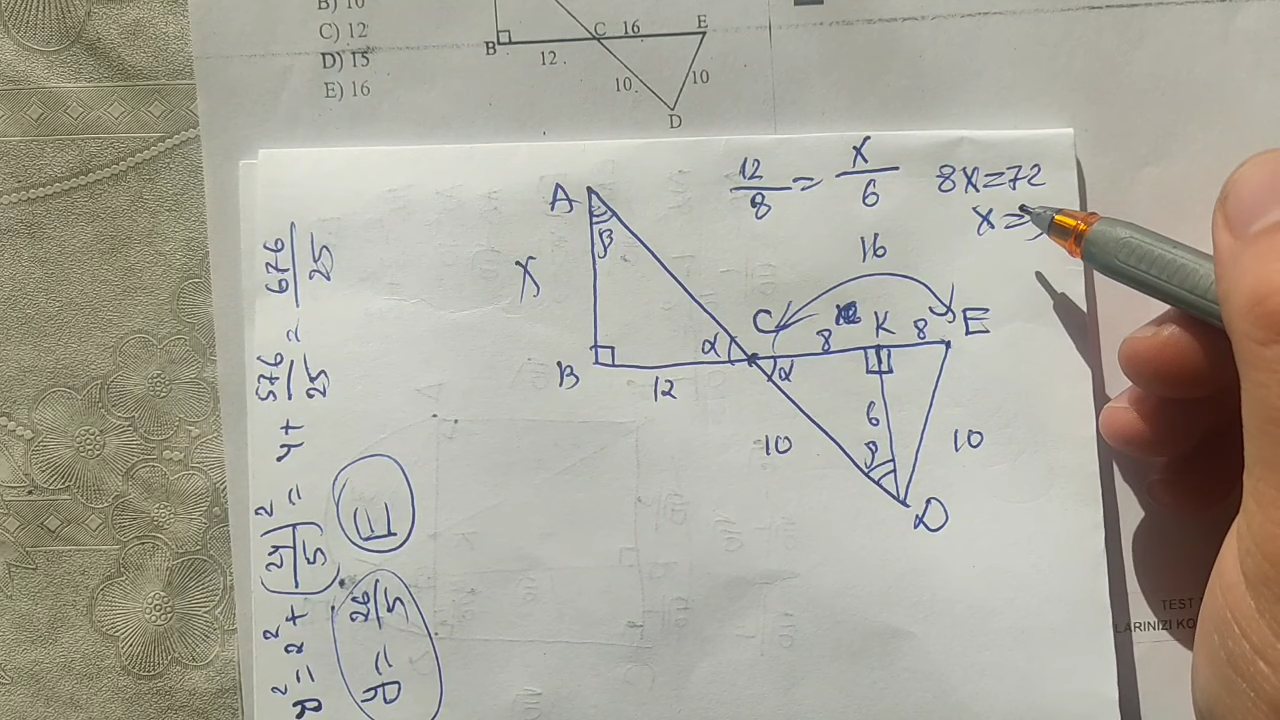 B) 10
C) 12
D) 15
E) 16
B
C
16
E
12
10
10
D
12/8 = x/6
8x=72
x=
A
β
X
α
B
12
C
16
8
K
8
E
α
6
10
β
10
D
y² = 2² + (24/5)² = 4 + 576/25 = 676/25
y = 26/5
E
TEST
LARINIZI KO